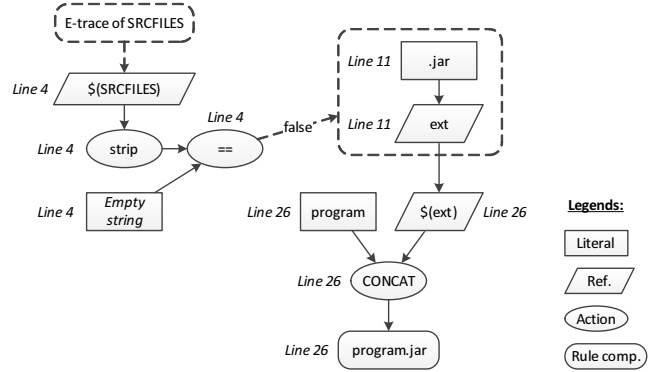 E-trace of SRCFILES
Line 4
$(SRCFILES)
Line 4
strip
Line 4
==
false
Line 4
Empty
string
Line 11
.jar
Line 11
ext
Line 26
program
$(ext)
Line 26
Line 26
CONCAT
Line 26
program.jar
Legends:
Literal
Ref.
Action
Rule comp.